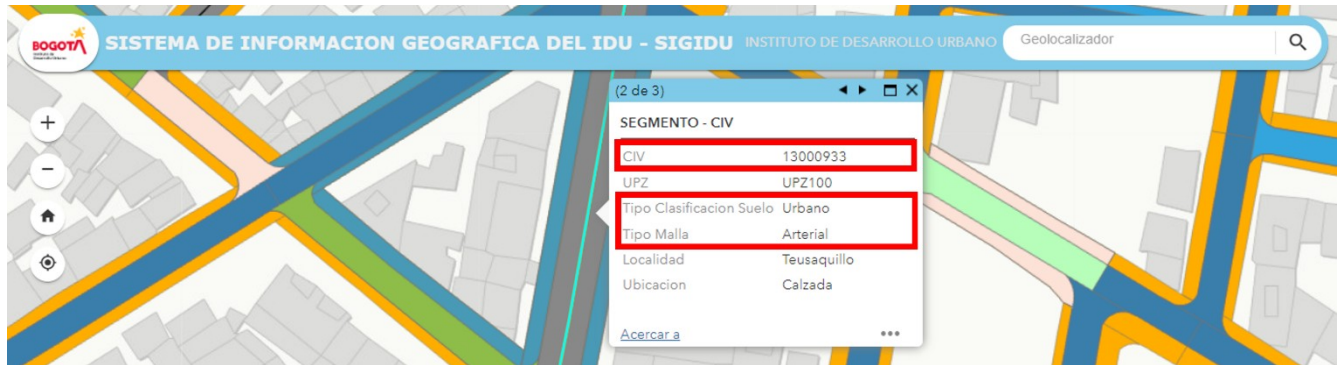 BOGOTÁ
SISTEMA DE INFORMACION GEOGRAFICA DEL IDU - SIGIDU INSTITUTO DE DESARROLLO URBANO
Geolocalizador
(2 de 3)
SEGMENTO - CIV
CIV 13000933
UPZ UPZ100
Tipo Clasificacion Suelo Urbano
Tipo Malla Arterial
Localidad Teusaquillo
Ubicacion Calzada
Acercar a